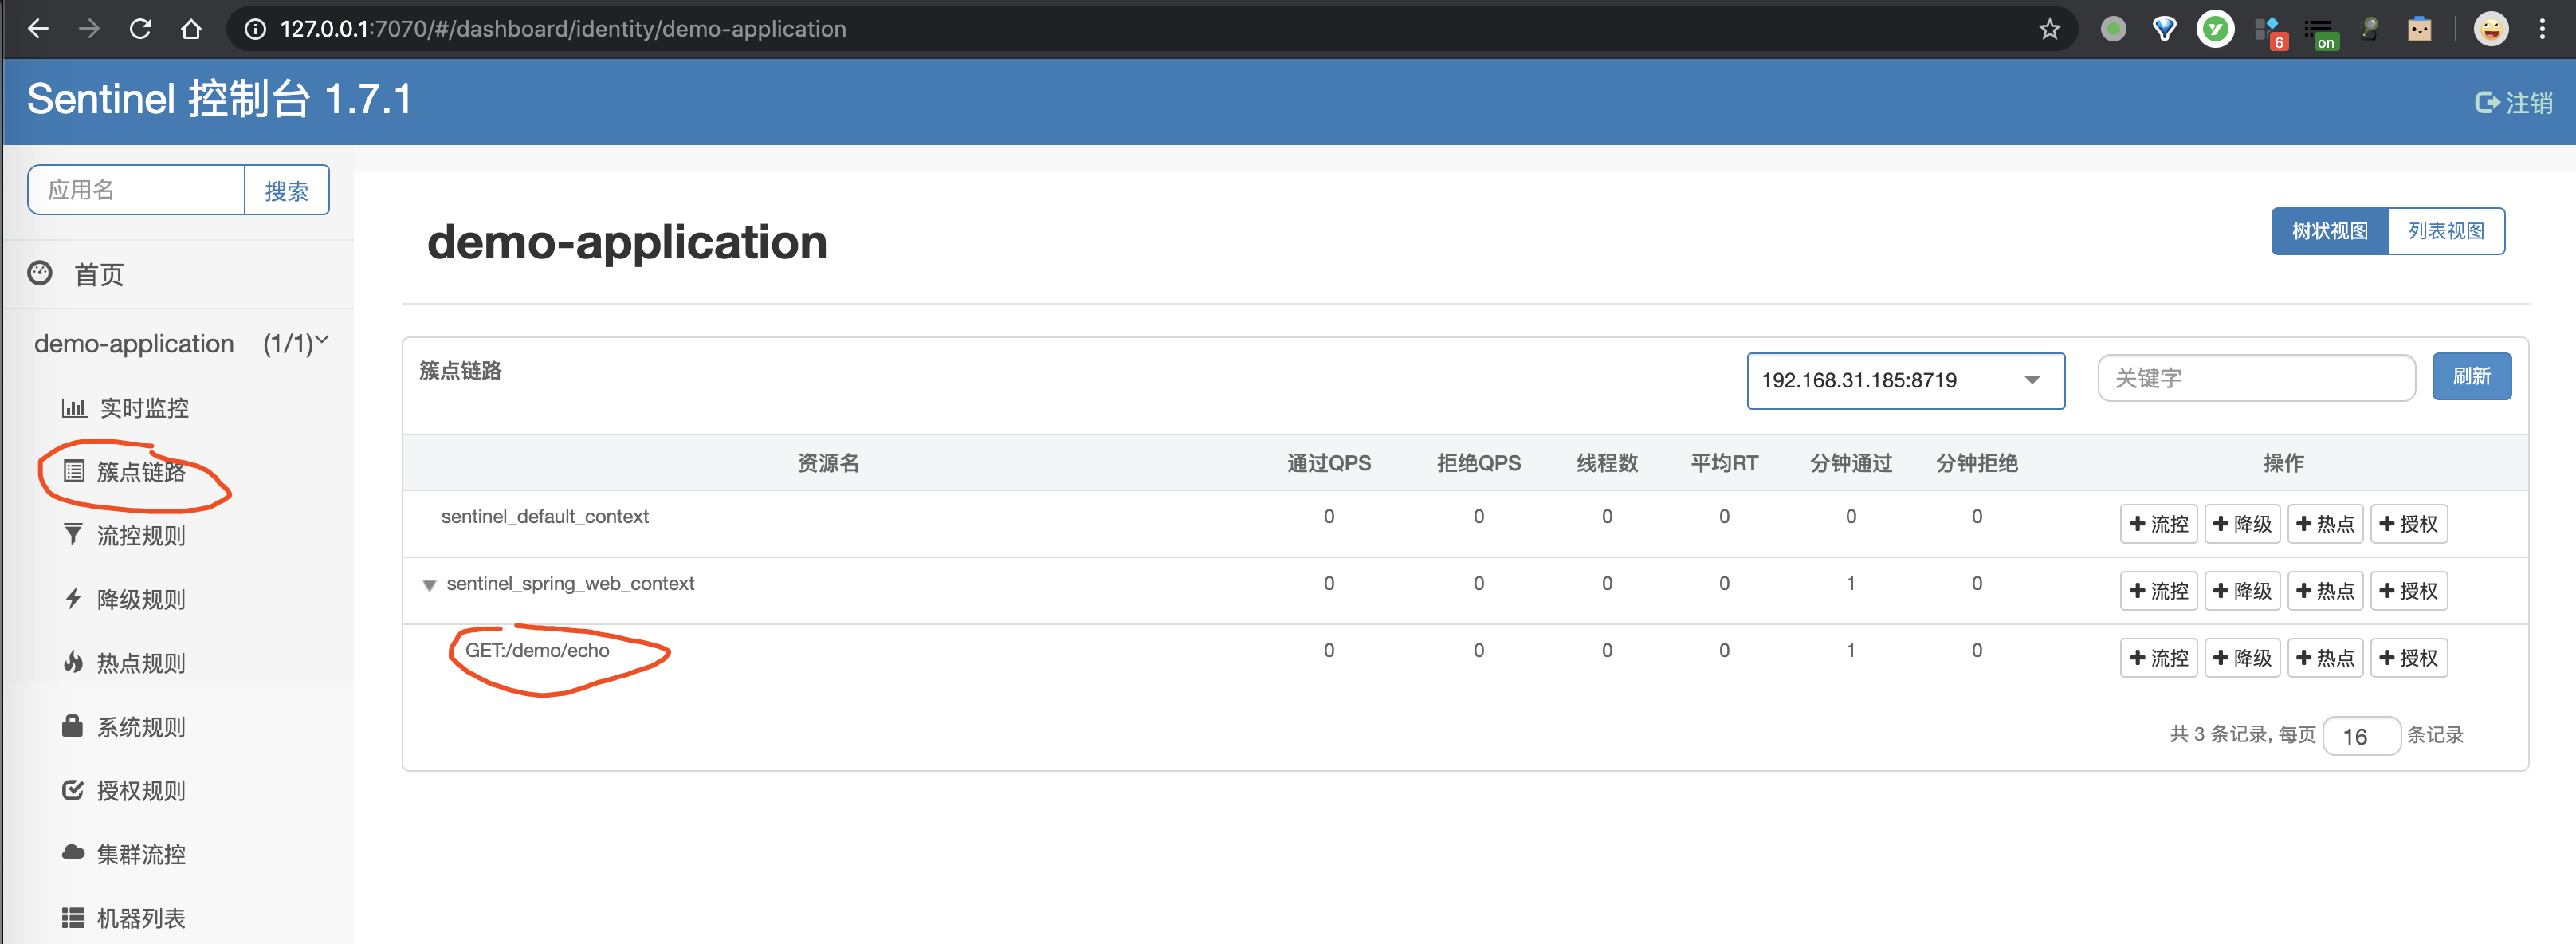 127.0.0.1:7070/#/dashboard/identity/demo-application
6
on
Sentinel 控制台 1.7.1
注销
应用名 搜索
首页
demo-application (1/1)
实时监控
簇点链路
流控规则
降级规则
热点规则
系统规则
授权规则
集群流控
机器列表
demo-application
树状视图 列表视图
簇点链路 192.168.31.185:8719 关键字 刷新
资源名 通过QPS 拒绝QPS 线程数 平均RT 分钟通过 分钟拒绝 操作
sentinel_default_context 0 0 0 0 0 0 + 流控 + 降级 + 热点 + 授权
sentinel_spring_web_context 0 0 0 0 1 0 + 流控 + 降级 + 热点 + 授权
GET:/demo/echo 0 0 0 0 1 0 + 流控 + 降级 + 热点 + 授权
共 3 条记录, 每页 16 条记录